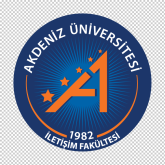 AKDENİZ ÜNİVERSİTESİ
1982
İLETİŞİM FAKÜLTESİ